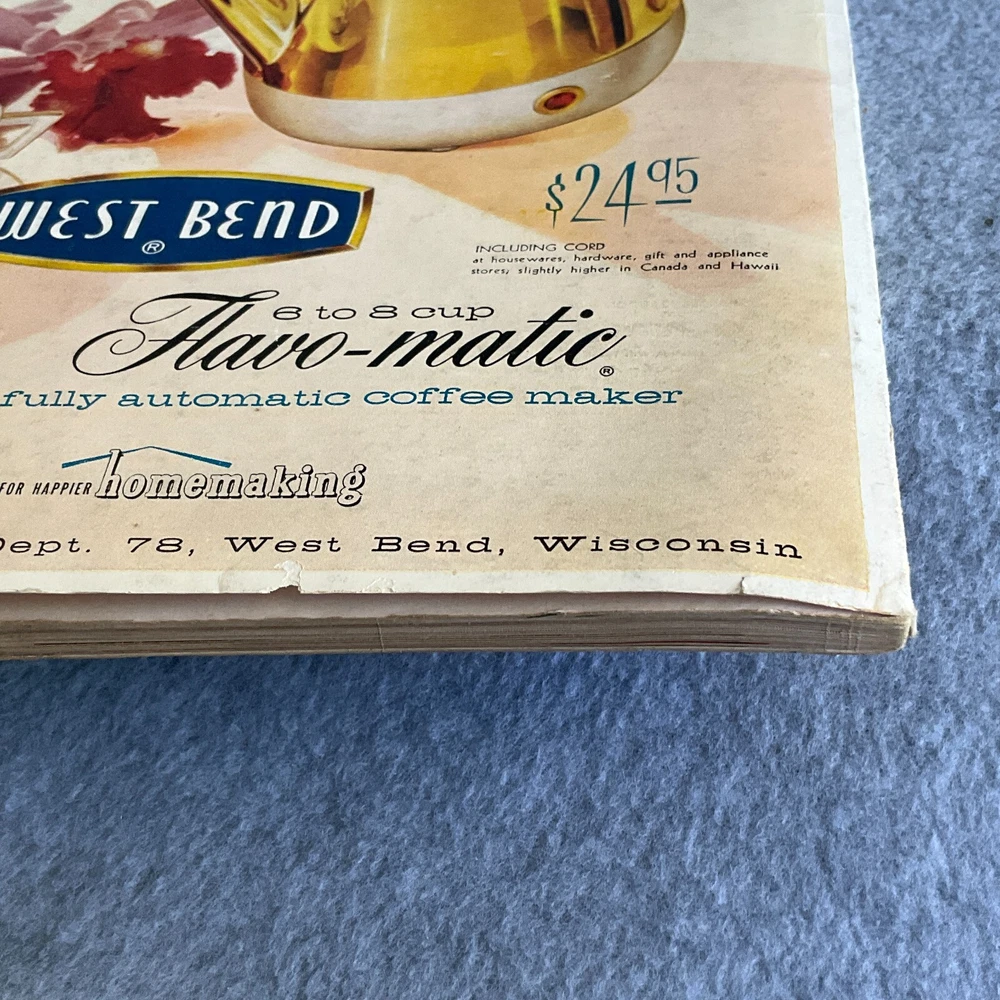 WEST BEND
®
$24 95
INCLUDING CORD
at housewares, hardware, gift and appliance
stores; slightly higher in Canada and Hawaii
6 to 8 cup
Flavo-matic®
fully automatic coffee maker
FOR HAPPIER homemaking
Dept. 78, West Bend, Wisconsin